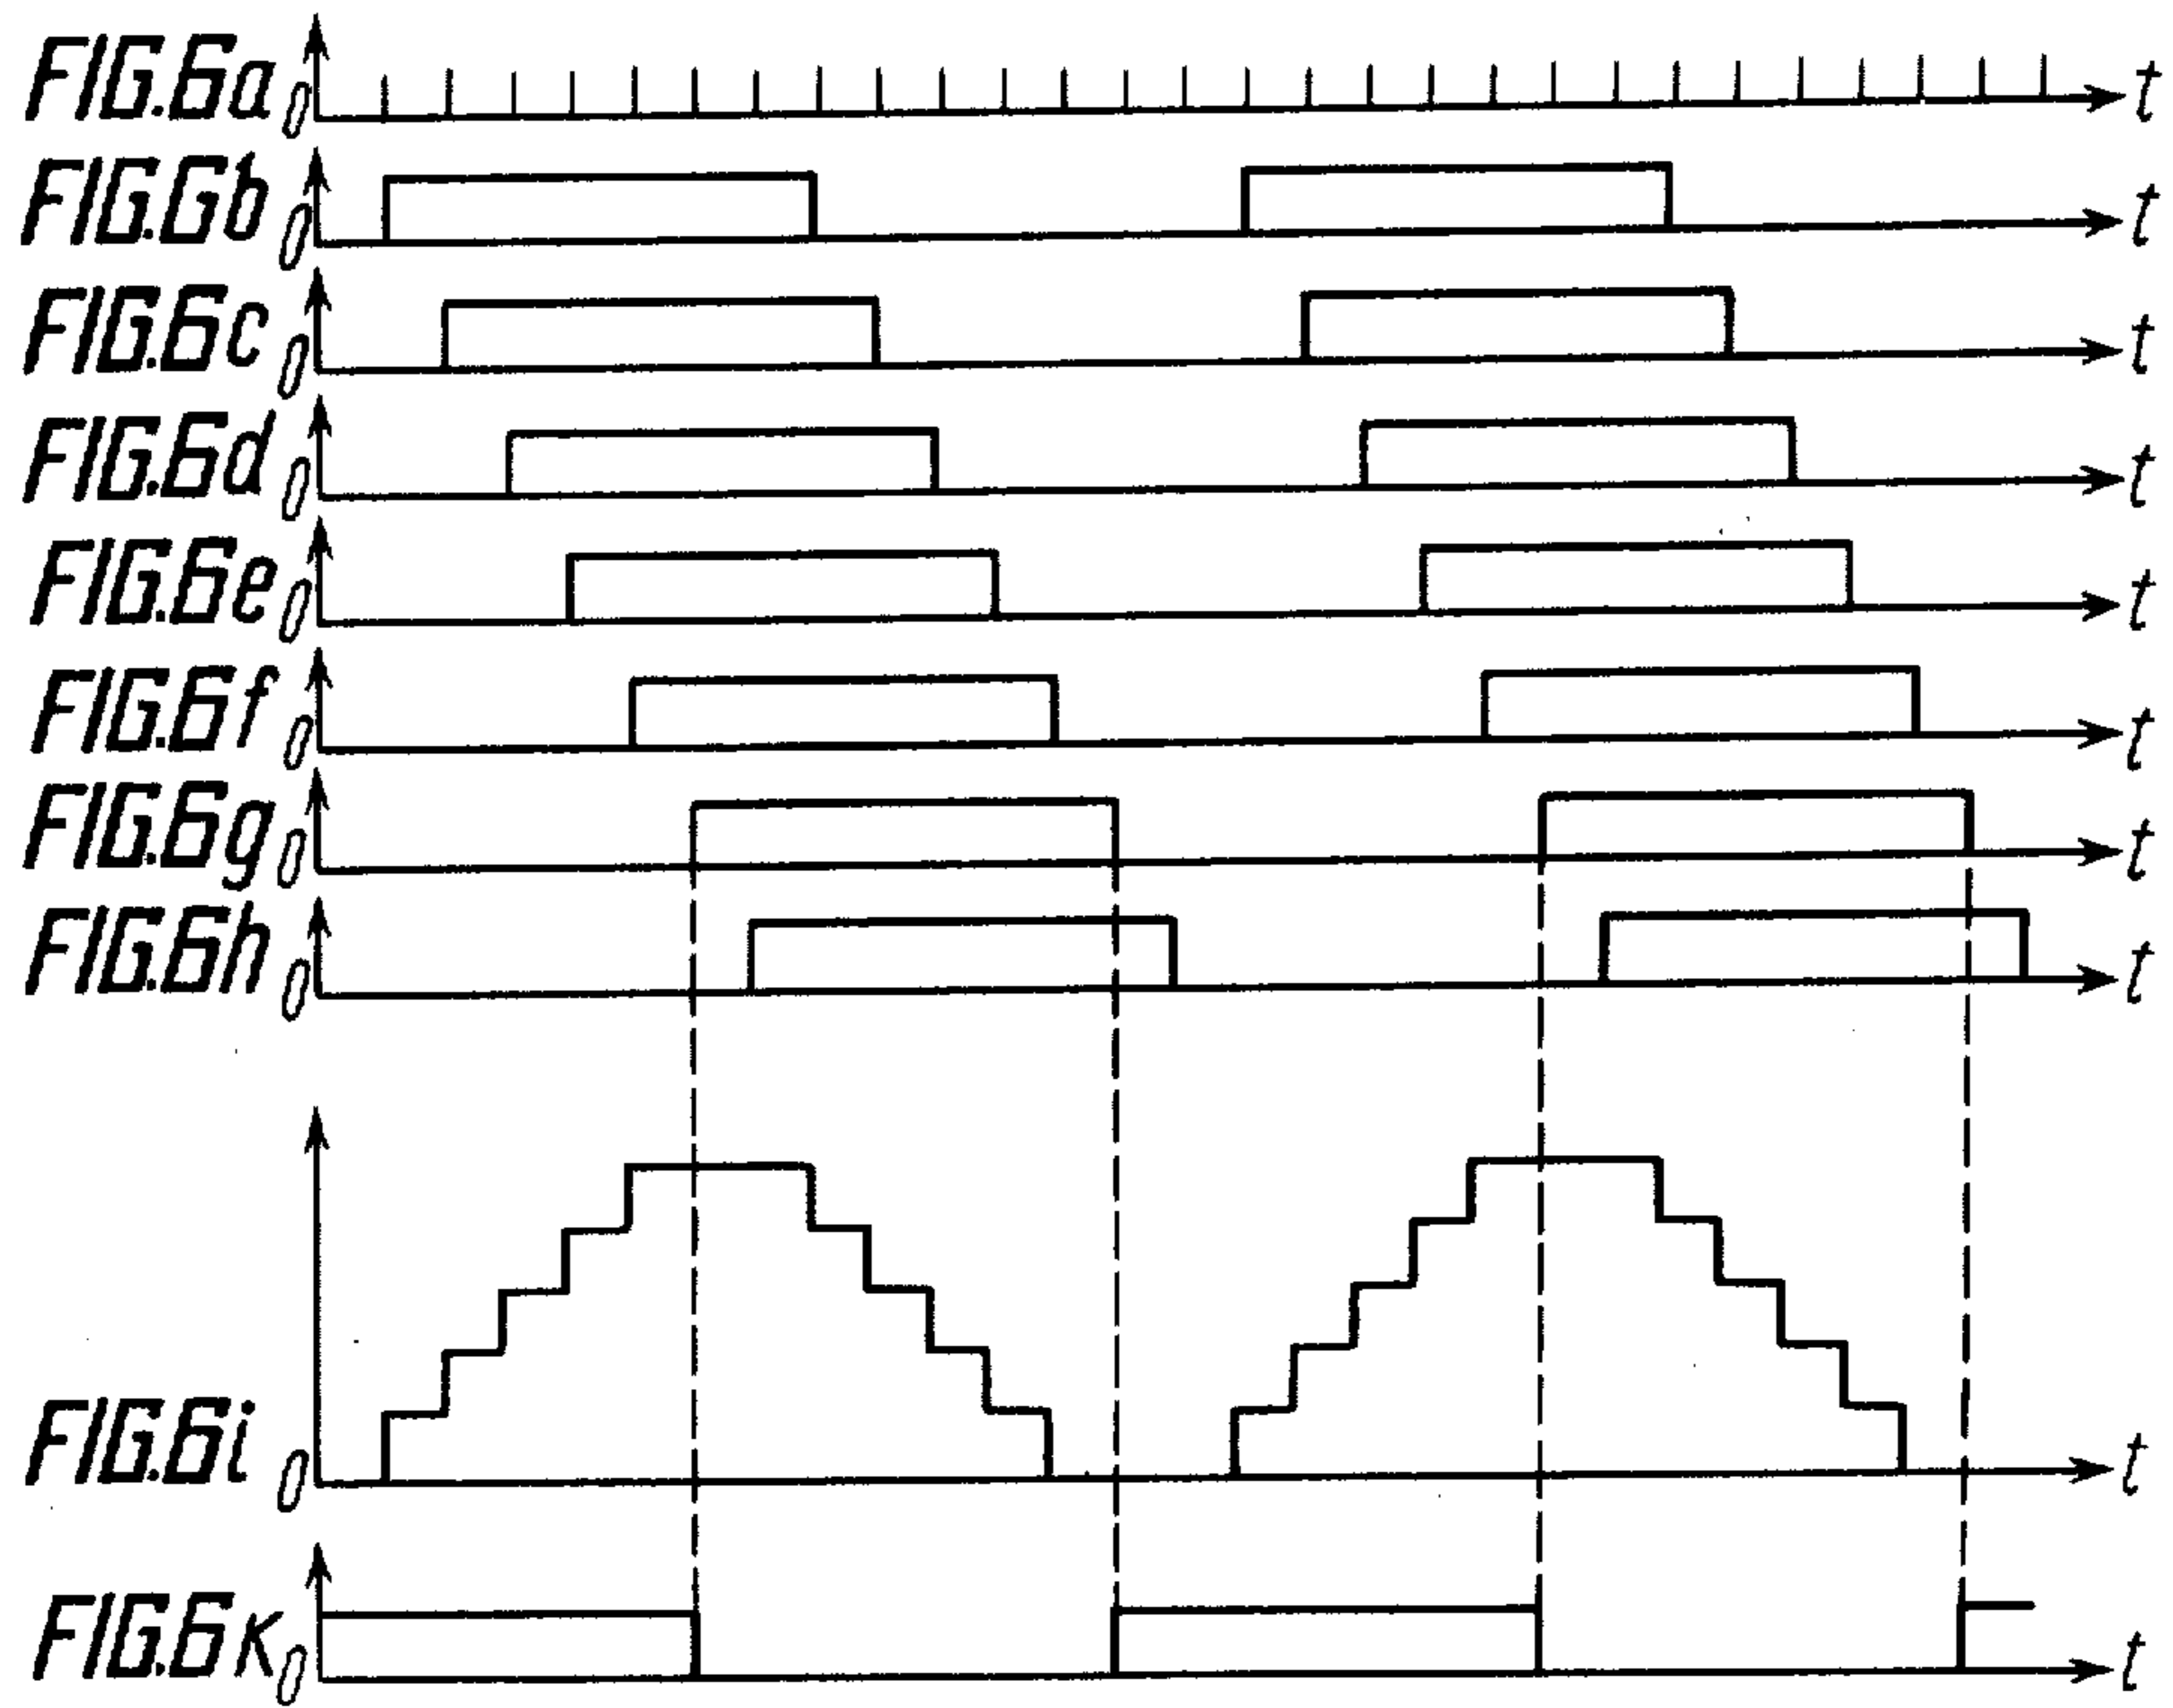 FIG.6a 0 t
FIG.6b 0 t
FIG.6c 0 t
FIG.6d 0 t
FIG.6e 0 t
FIG.6f 0 t
FIG.6g 0 t
FIG.6h 0 t
FIG.6i 0 t
FIG.6к 0 t